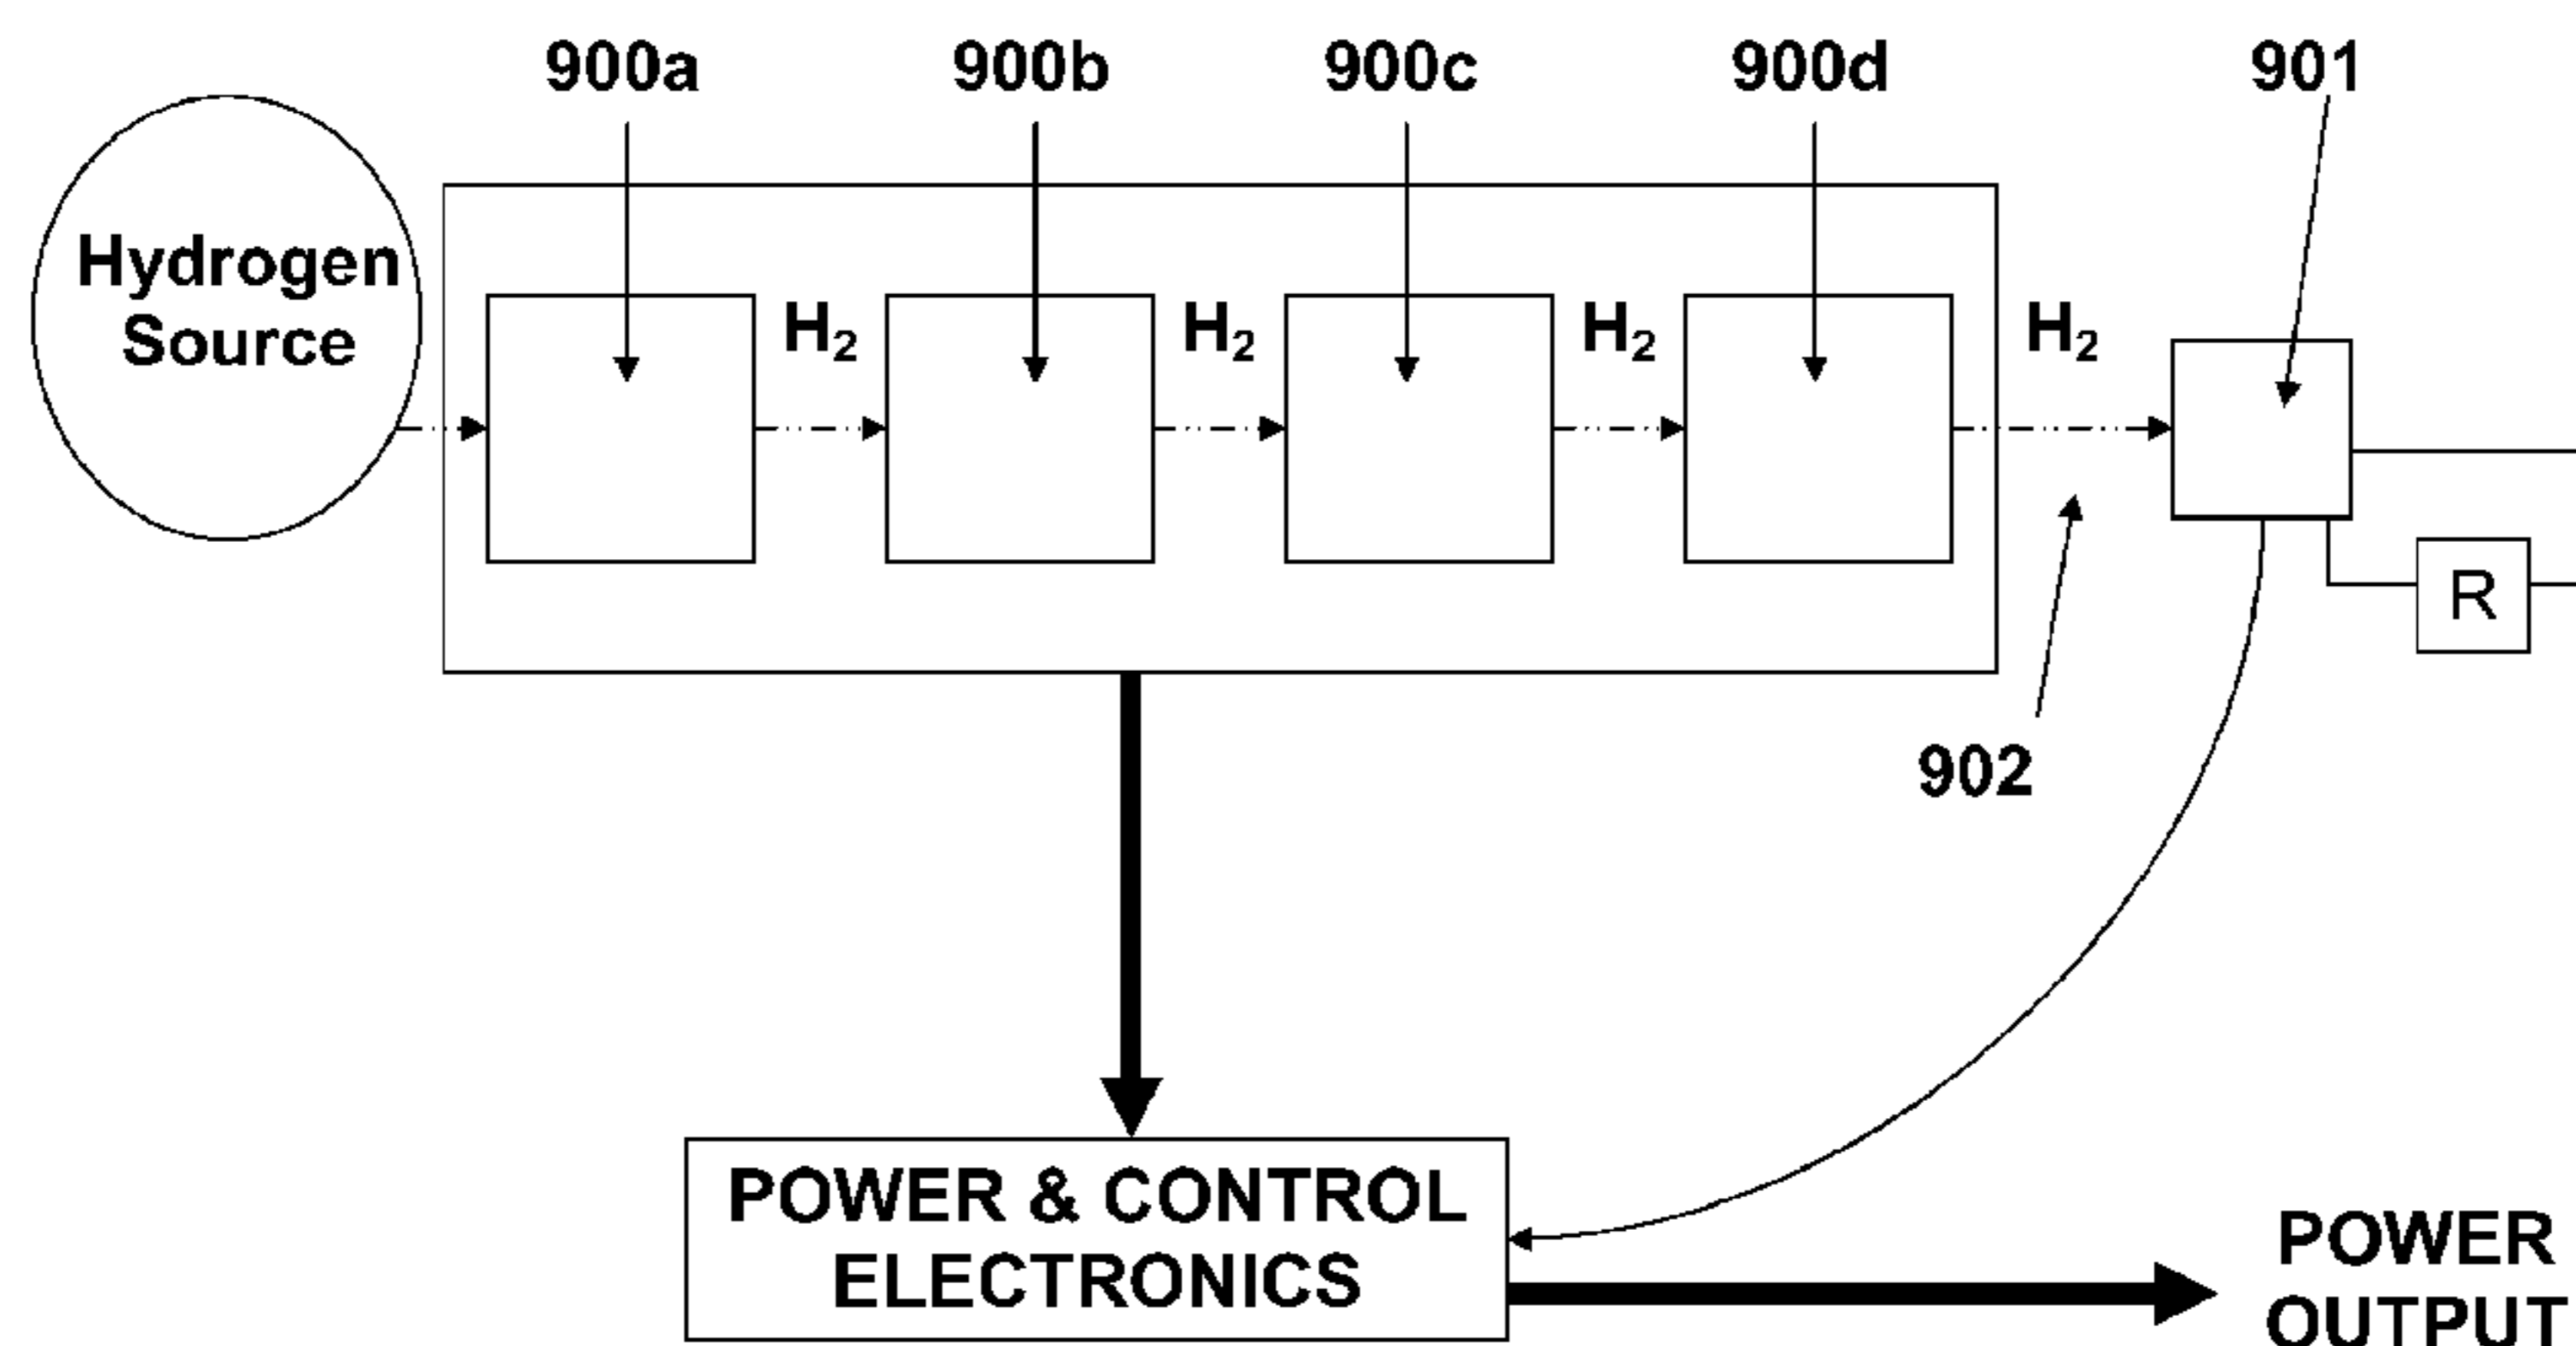 900a
900b
900c
900d
901
Hydrogen
Source
H₂
H₂
H₂
H₂
R
902
POWER & CONTROL
ELECTRONICS
POWER
OUTPUT